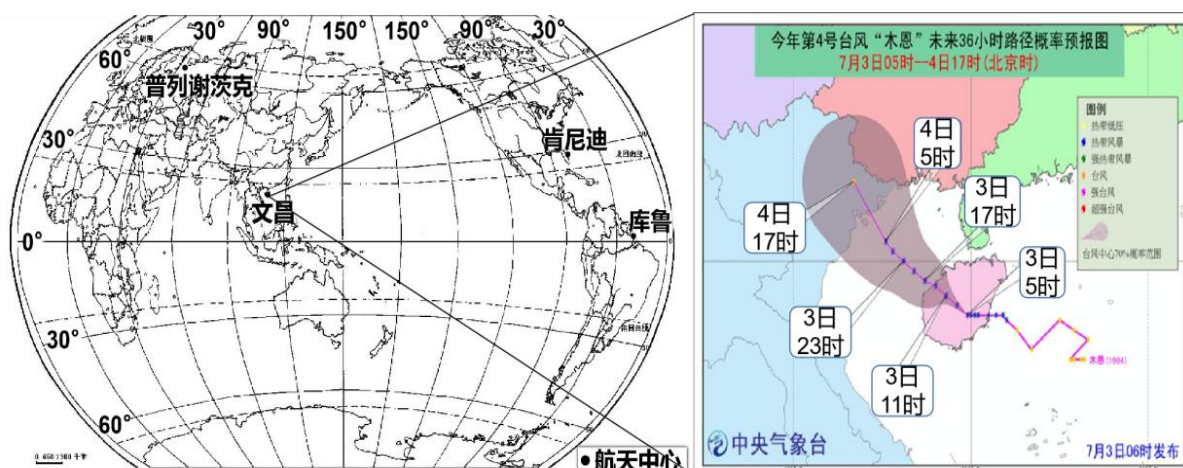 30° 90° 150° 150° 90° 30°
60°
普列谢茨克
30°
肯尼迪
文昌
库鲁
0°
30°
60°
●航天中心
今年第4号台风“木恩”未来36小时路径概率预报图
7月3日05时--4日17时(北京时)
图例
热带低压
热带风暴
强热带风暴
台风
强台风
超强台风
台风中心70%概率范围
4日
5时
3日
17时
4日
17时
3日
5时
3日
23时
3日
11时
木恩(1904)
中央气象台
7月3日06时发布